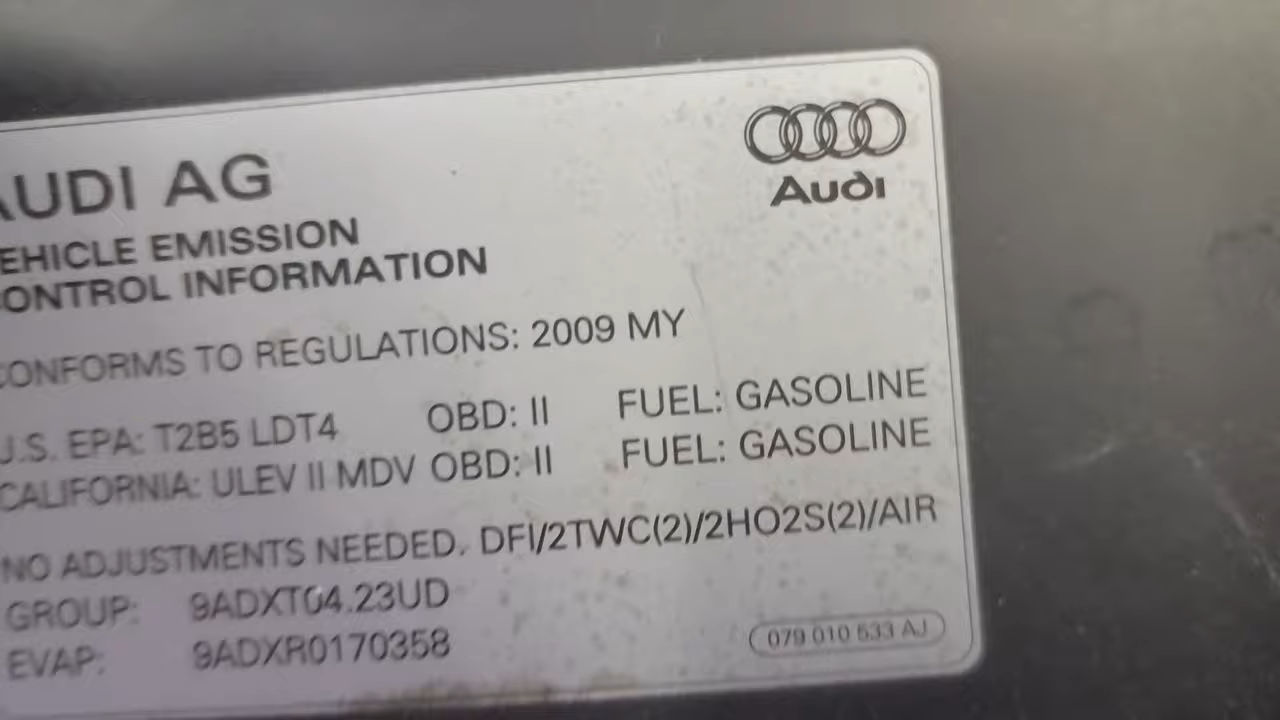 AUDI AG
Audi
EHICLE EMISSION
ONTROL INFORMATION
CONFORMS TO REGULATIONS: 2009 MY
U.S. EPA: T2B5 LDT4 OBD: II FUEL: GASOLINE
CALIFORNIA: ULEV II MDV OBD: II FUEL: GASOLINE
NO ADJUSTMENTS NEEDED. DFI/2TWC(2)/2HO2S(2)/AIR
GROUP: 9ADXT04.23UD
EVAP: 9ADXR0170358
079 010 533 AJ